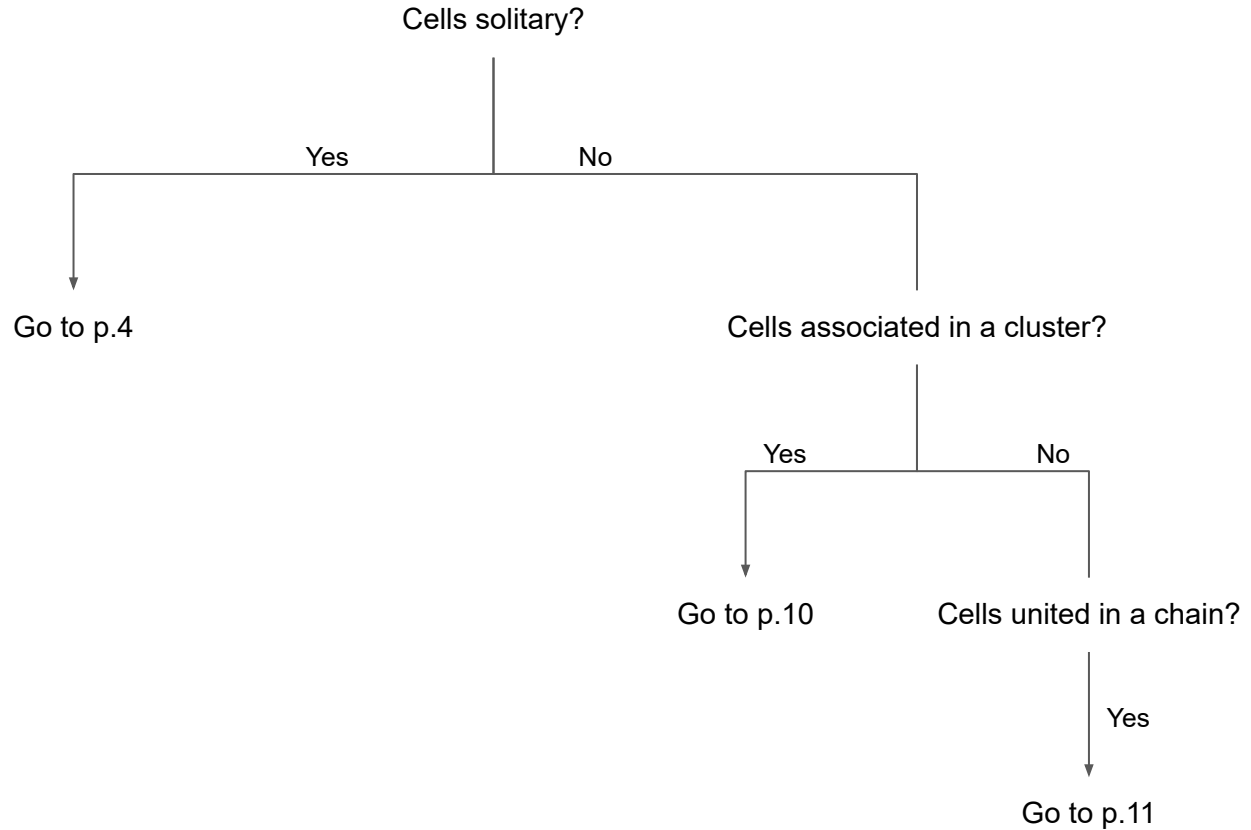 Cells solitary?
Yes
No
Go to p.4
Cells associated in a cluster?
Yes
No
Go to p.10
Cells united in a chain?
Yes
Go to p.11